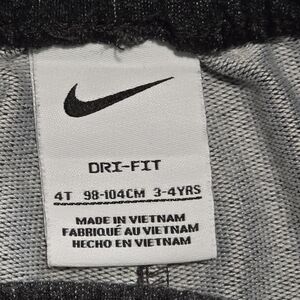 DRI-FIT
4T 98-104CM 3-4YRS
MADE IN VIETNAM
FABRIQUÉ AU VIETNAM
HECHO EN VIETNAM